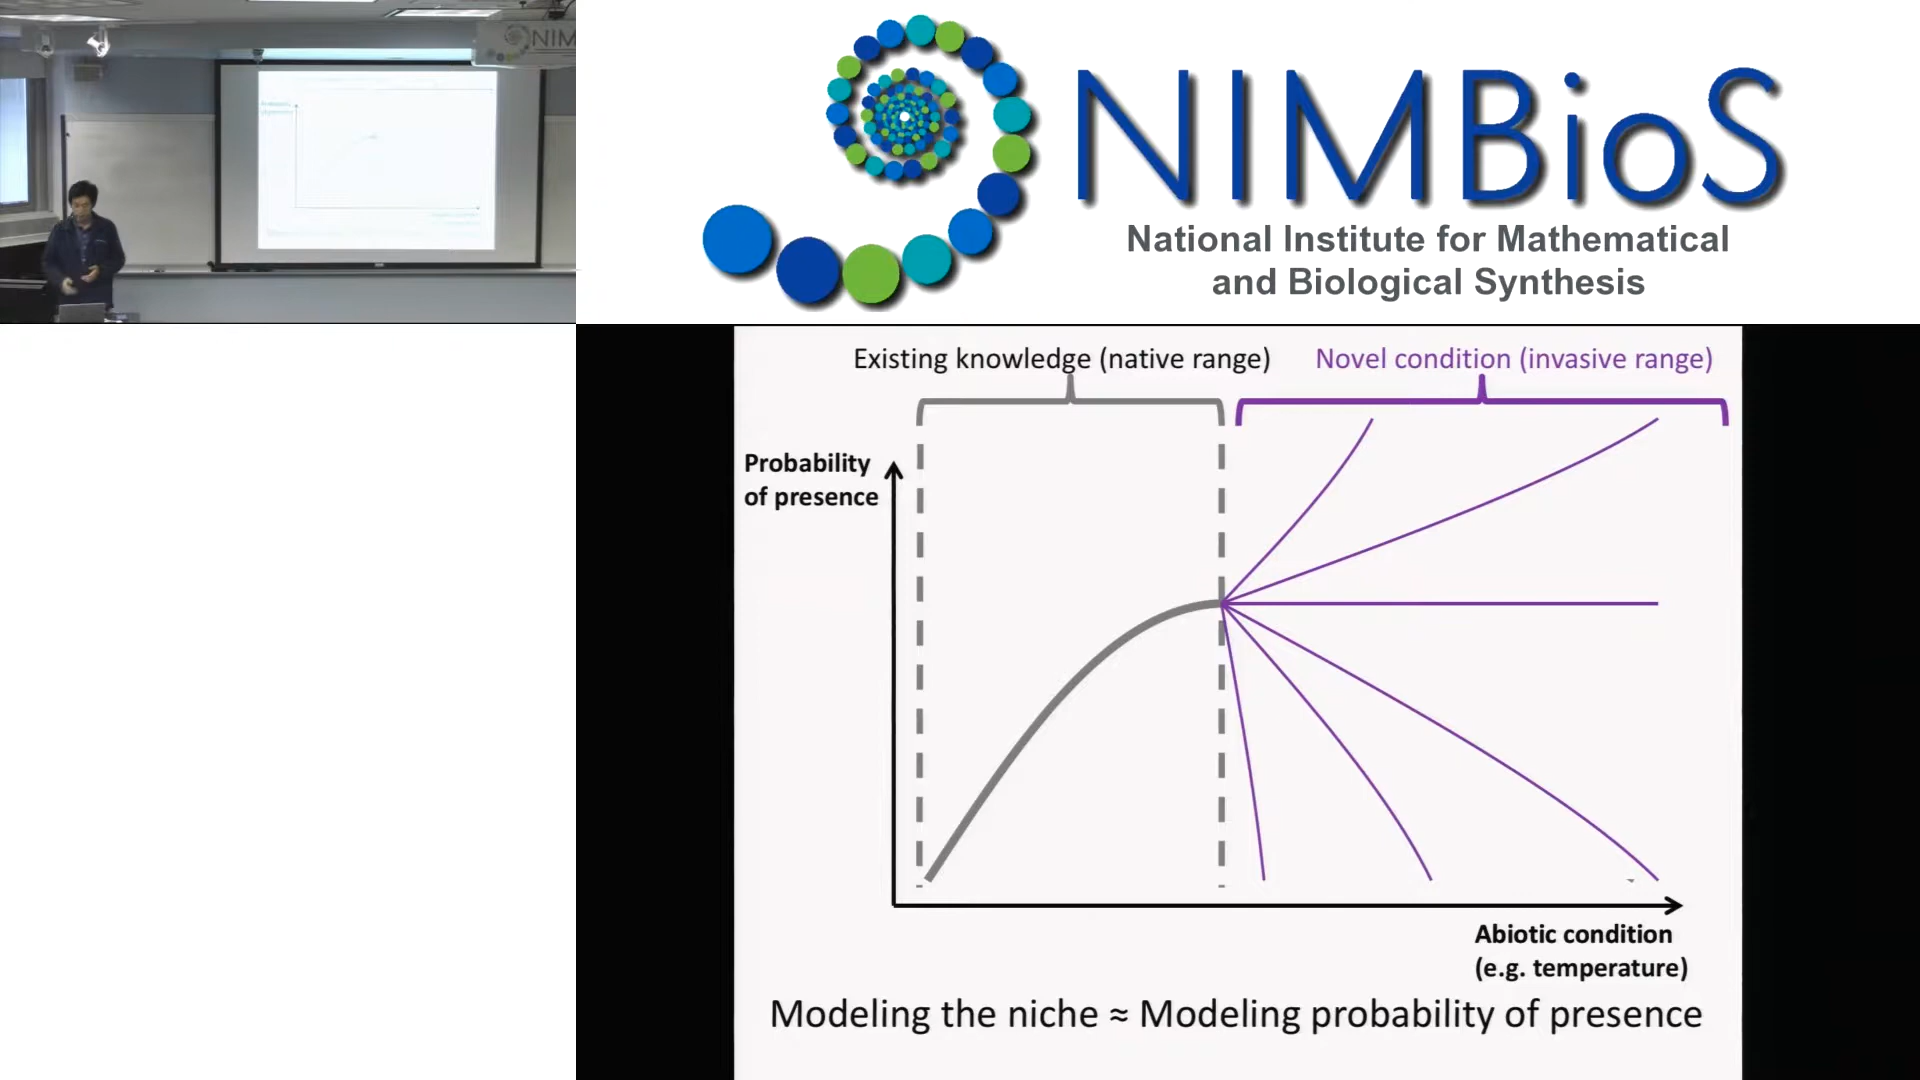 NIM
NIMBioS
National Institute for Mathematical
and Biological Synthesis
Existing knowledge (native range)
Novel condition (invasive range)
Probability
of presence
Abiotic condition
(e.g. temperature)
Modeling the niche ≈ Modeling probability of presence